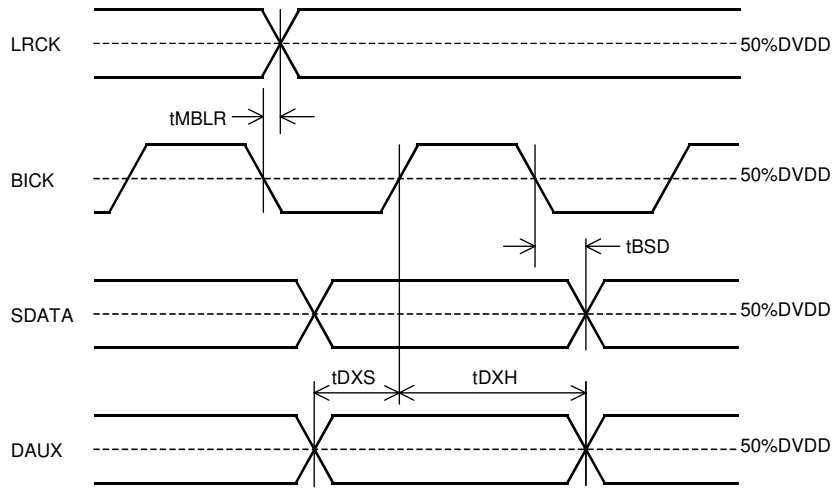 LRCK 50%DVDD
tMBLR
BICK 50%DVDD
tBSD
SDATA 50%DVDD
tDXS tDXH
DAUX 50%DVDD